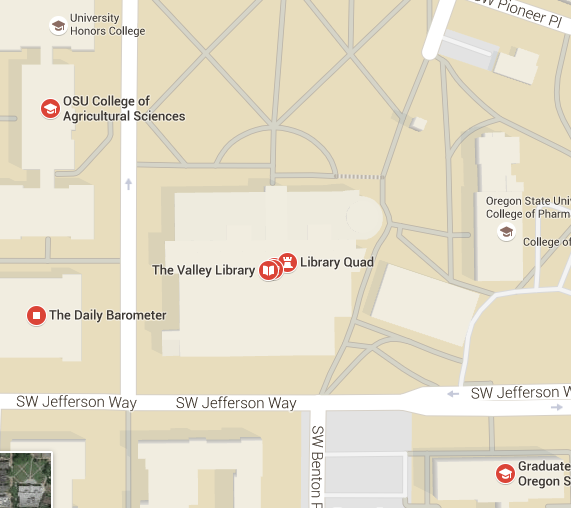 University
Honors College
SW Pioneer Pl
OSU College of
Agricultural Sciences
Oregon State Uni
College of Pharm
College of
The Valley Library
Library Quad
The Daily Barometer
SW Jefferson Way
SW Jefferson Way
SW Jefferson W
SW Benton P
Graduate
Oregon S